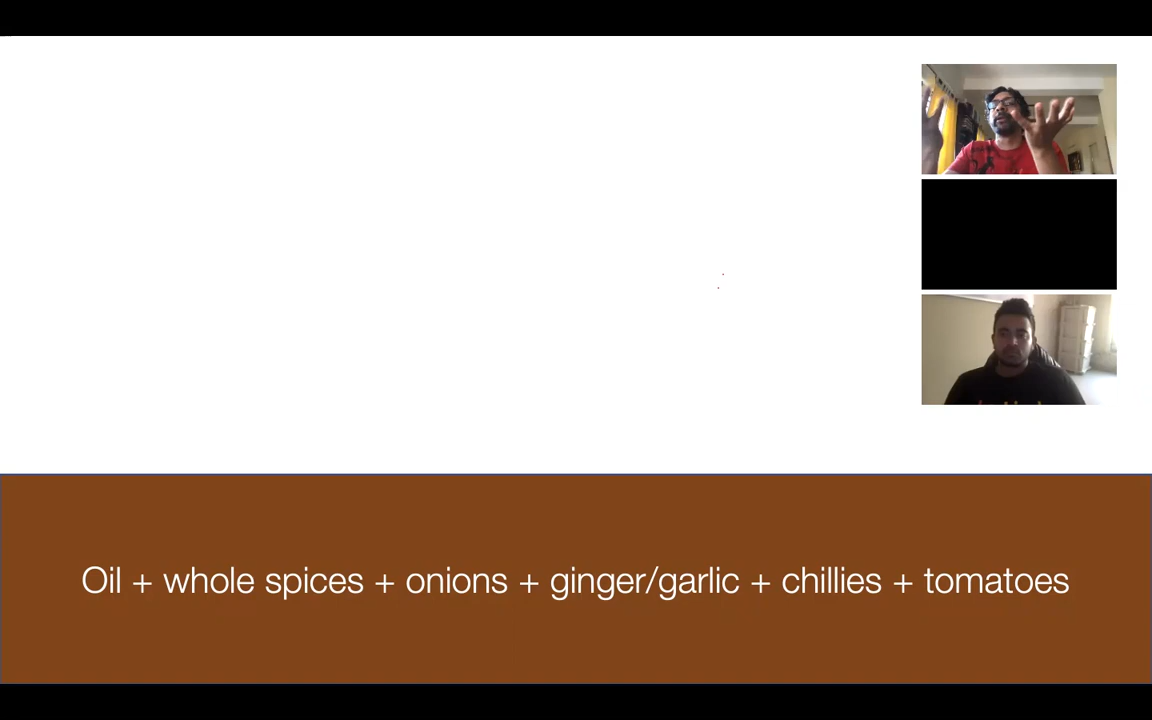 Oil + whole spices + onions + ginger/garlic + chillies + tomatoes